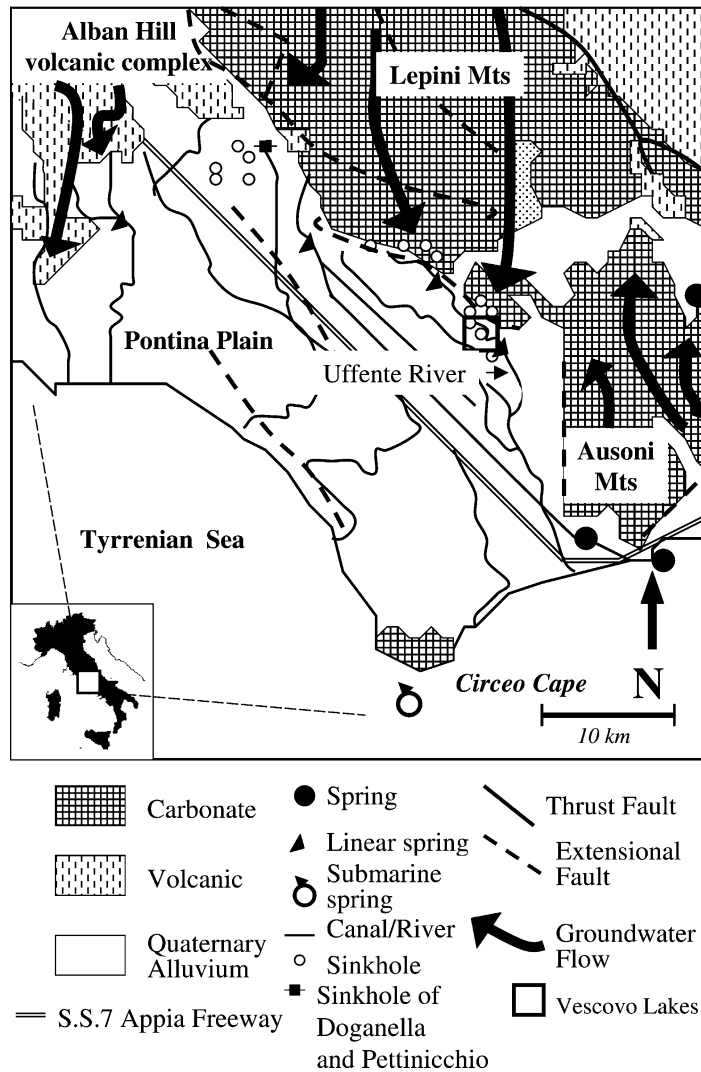 Alban Hill
volcanic complex
Lepini Mts
Pontina Plain
Uffente River
Ausoni
Mts
Tyrrenian Sea
Circeo Cape
N
10 km
Carbonate
Volcanic
Quaternary
Alluvium
S.S.7 Appia Freeway
Spring
Linear spring
Submarine
spring
Canal/River
Sinkhole
Sinkhole of
Doganella
and Pettinicchio
Thrust Fault
Extensional
Fault
Groundwater
Flow
Vescovo Lakes